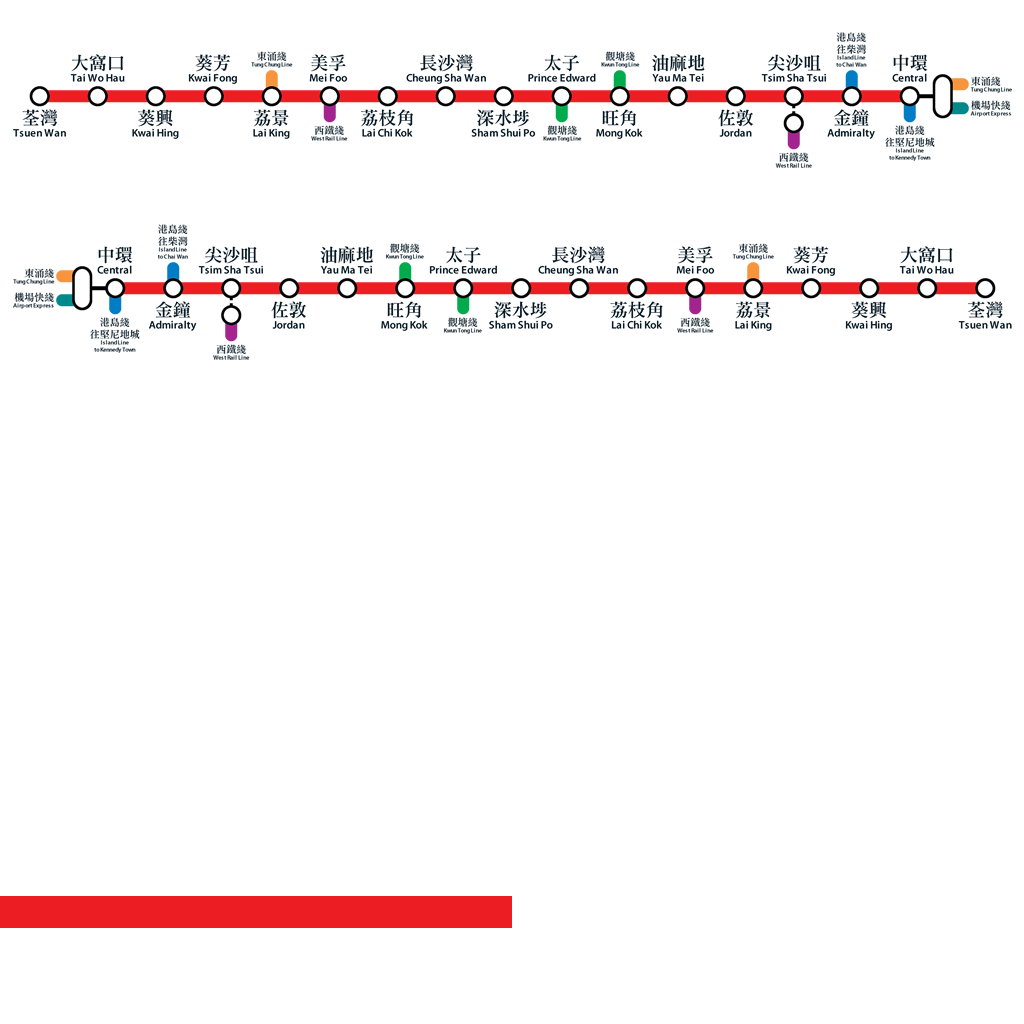 港島綫
往柴灣
Island Line
to Chai Wan
大窩口
Tai Wo Hau
葵芳
Kwai Fong
東涌綫
Tung Chung Line
美孚
Mei Foo
長沙灣
Cheung Sha Wan
太子
Prince Edward
觀塘綫
Kwun Tong Line
油麻地
Yau Ma Tei
尖沙咀
Tsim Sha Tsui
中環
Central
東涌綫
Tung Chung Line
機場快綫
Airport Express
荃灣
Tsuen Wan
葵興
Kwai Hing
荔景
Lai King
西鐵綫
West Rail Line
荔枝角
Lai Chi Kok
深水埗
Sham Shui Po
觀塘綫
Kwun Tong Line
旺角
Mong Kok
佐敦
Jordan
西鐵綫
West Rail Line
金鐘
Admiralty
港島綫
往堅尼地城
Island Line
to Kennedy Town
港島綫
往柴灣
Island Line
to Chai Wan
東涌綫
Tung Chung Line
機場快綫
Airport Express
中環
Central
尖沙咀
Tsim Sha Tsui
油麻地
Yau Ma Tei
觀塘綫
Kwun Tong Line
太子
Prince Edward
長沙灣
Cheung Sha Wan
美孚
Mei Foo
東涌綫
Tung Chung Line
葵芳
Kwai Fong
大窩口
Tai Wo Hau
港島綫
往堅尼地城
Island Line
to Kennedy Town
金鐘
Admiralty
西鐵綫
West Rail Line
佐敦
Jordan
旺角
Mong Kok
觀塘綫
Kwun Tong Line
深水埗
Sham Shui Po
荔枝角
Lai Chi Kok
西鐵綫
West Rail Line
荔景
Lai King
葵興
Kwai Hing
荃灣
Tsuen Wan